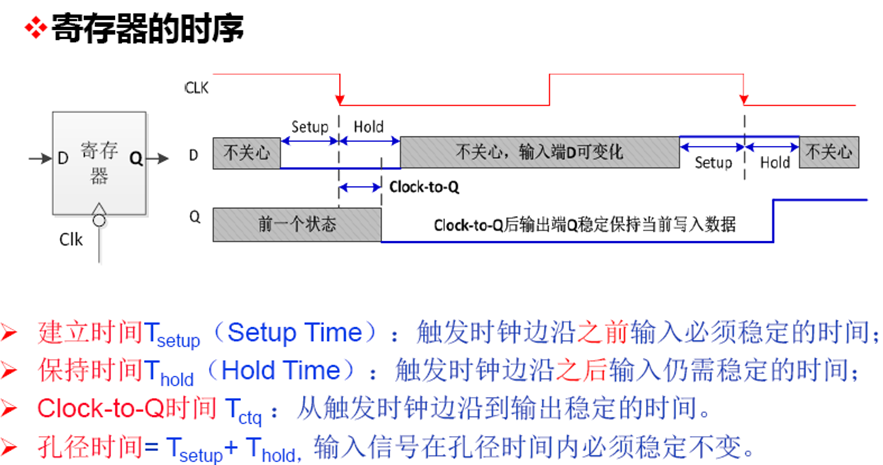 ❖寄存器的时序
CLK
Setup Hold
D 不关心 不关心，输入端D可变化 不关心
Setup Hold
Clock-to-Q
Q 前一个状态 Clock-to-Q后输出端Q稳定保持当前写入数据
D 寄存器 Q
Clk
➤ 建立时间Tsetup（Setup Time）：触发时钟边沿之前输入必须稳定的时间；
➤ 保持时间Thold（Hold Time）：触发时钟边沿之后输入仍需稳定的时间；
➤ Clock-to-Q时间 Tctq ：从触发时钟边沿到输出稳定的时间。
➤ 孔径时间= Tsetup+ Thold, 输入信号在孔径时间内必须稳定不变。